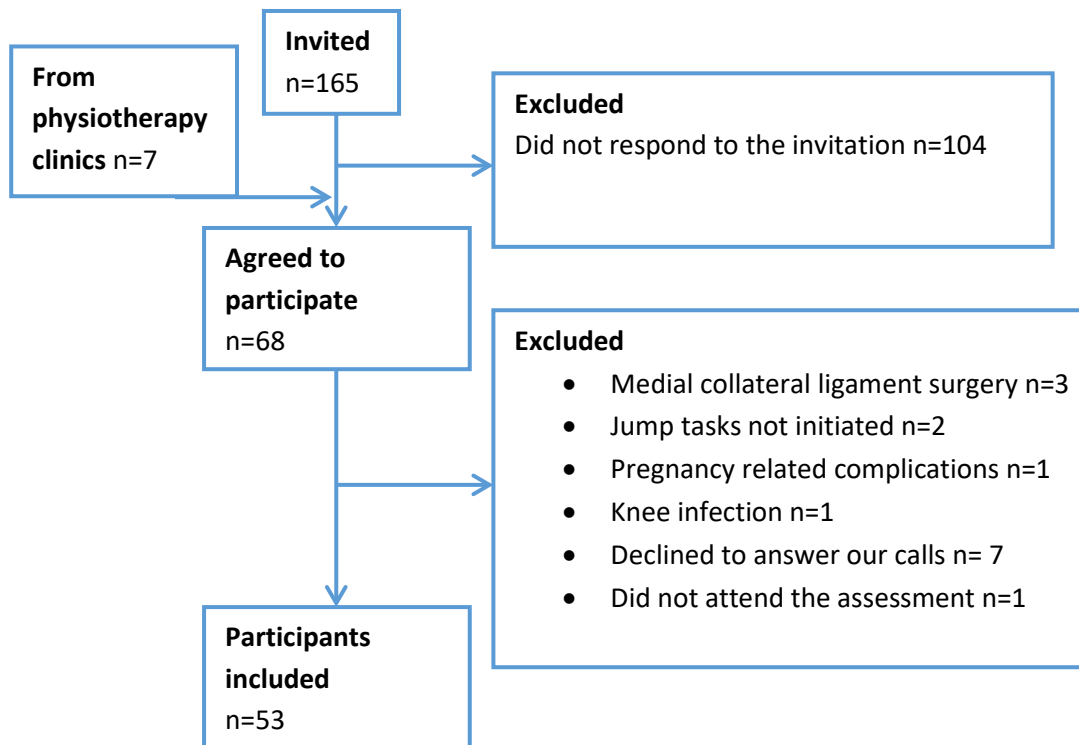 Invited
n=165
From
physiotherapy
clinics n=7
Excluded
Did not respond to the invitation n=104
Agreed to
participate
n=68
Excluded
• Medial collateral ligament surgery n=3
• Jump tasks not initiated n=2
• Pregnancy related complications n=1
• Knee infection n=1
• Declined to answer our calls n= 7
• Did not attend the assessment n=1
Participants
included
n=53